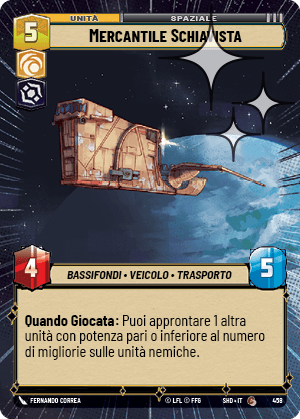 5
UNITÀ
SPAZIALE
MERCANTILE SCHIAVISTA
4
5
BASSIFONDI • VEICOLO • TRASPORTO
Quando Giocata: Puoi approntare 1 altra
unità con potenza pari o inferiore al numero
di migliorie sulle unità nemiche.
FERNANDO CORREA
© LFL © FFG
SHD • IT
458